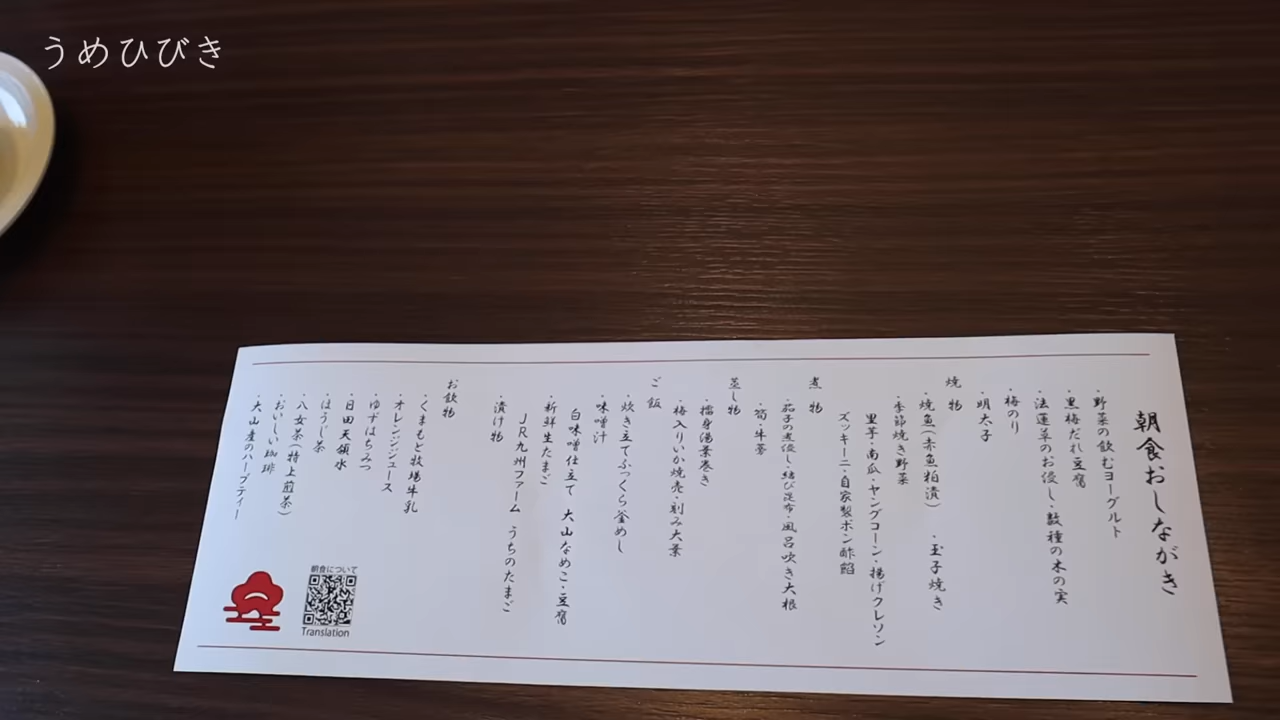 うめひびき
朝食おしながき
・野菜の飲むヨーグルト
・黒梅だれ豆腐
・法蓮草のお浸し・数種の木の実
・梅のり
・明太子
焼 物
・焼魚(赤魚粕漬) ・玉子焼き
・季節焼き野菜
里芋・南瓜・ヤングコーン・揚げクレソン
ズッキーニ・自家製ポン酢餡
煮 物
・茄子の煮浸し・結び昆布・風呂吹き大根
・筍・牛蒡
蒸し物
・擂身湯葉巻き
・梅入りいか焼売・刻み大葉
ご 飯
・炊き立てふっくら釜めし
・味噌汁
白味噌仕立て 大山なめこ・豆腐
・新鮮生たまご
JR九州ファーム うちのたまご
・漬け物
お飲物
・くまもと牧場牛乳
・オレンジジュース
・ゆずはちみつ
・日田天領水
・ほうじ茶
・八女茶(特上煎茶)
・おいしい珈琲
・大山産のハーブティー
朝食について
Translation